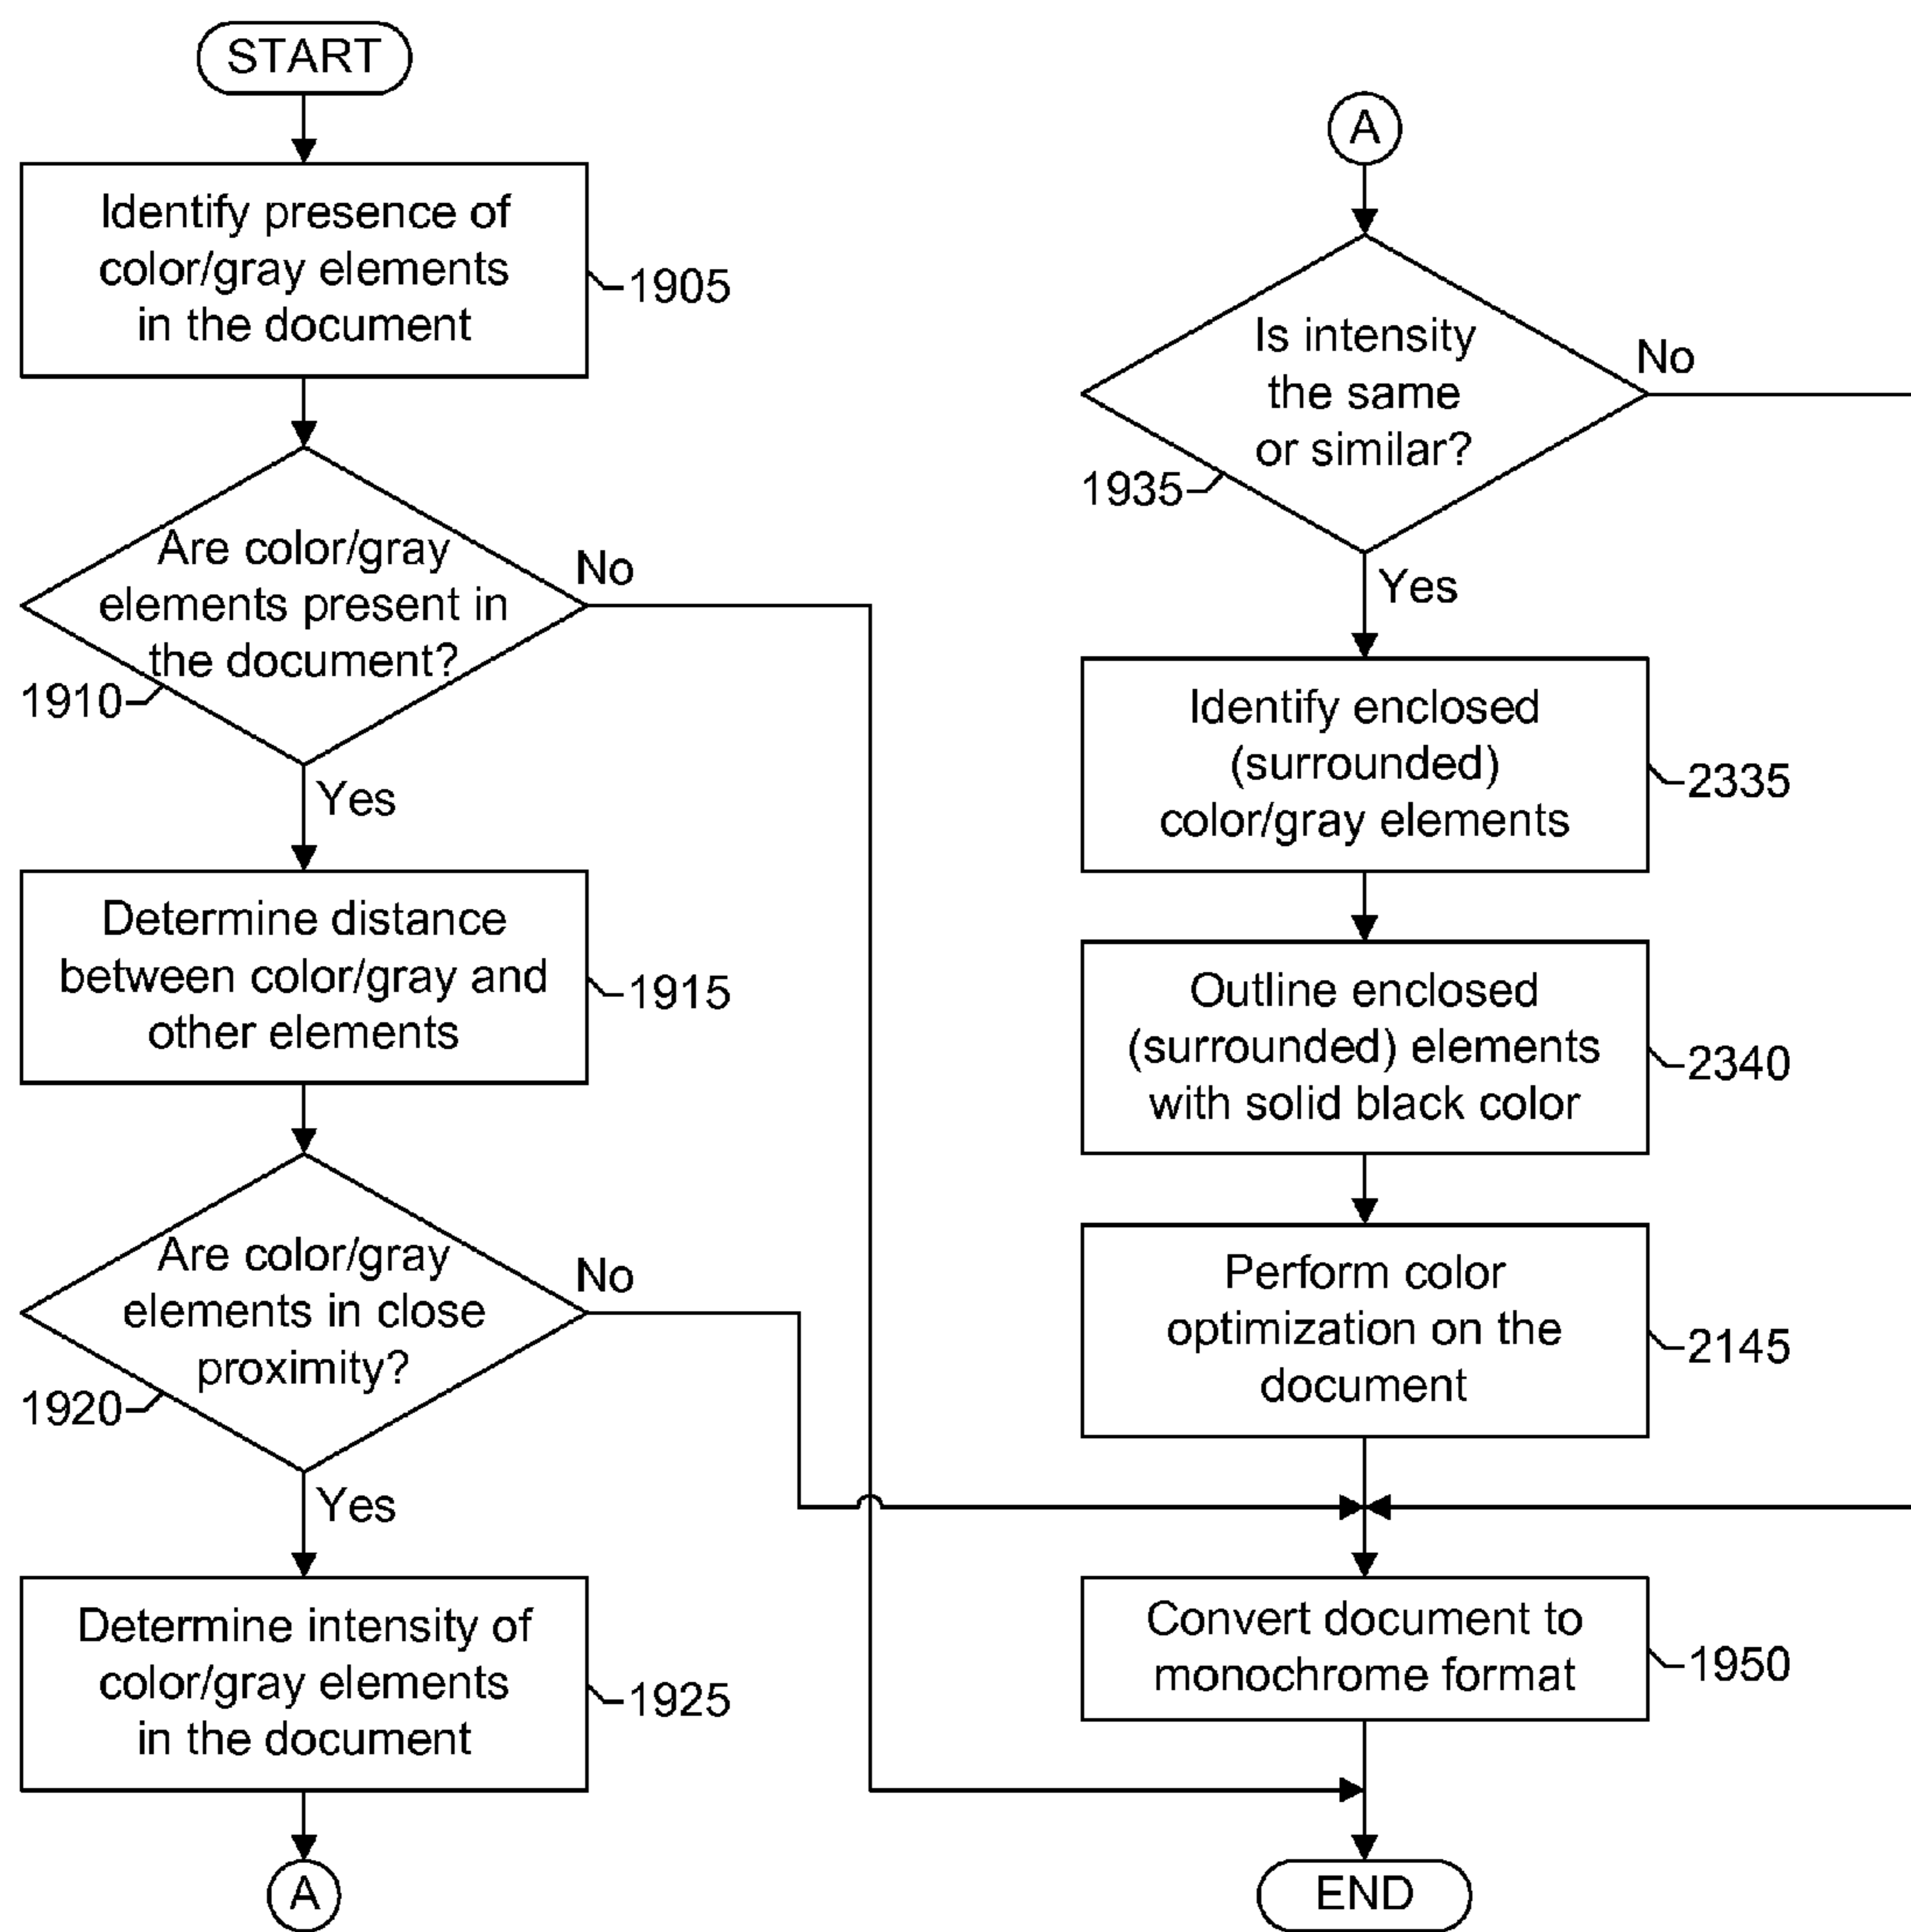 START
Identify presence of
color/gray elements
in the document
1905
Are color/gray
elements present in
the document?
No
1910
Yes
Determine distance
between color/gray and
other elements
1915
Are color/gray
elements in close
proximity?
No
1920
Yes
Determine intensity of
color/gray elements
in the document
1925
A
A
Is intensity
the same
or similar?
No
1935
Yes
Identify enclosed
(surrounded)
color/gray elements
2335
Outline enclosed
(surrounded) elements
with solid black color
2340
Perform color
optimization on the
document
2145
Convert document to
monochrome format
1950
END